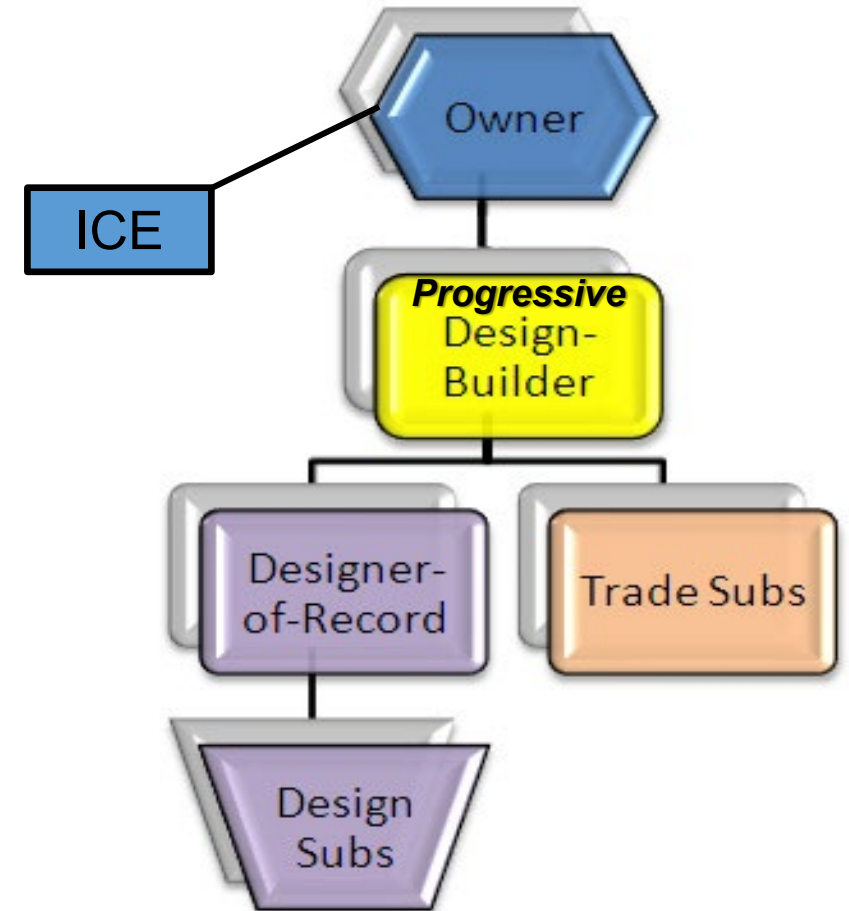 Owner
ICE
Progressive
Design-
Builder
Designer-
of-Record
Trade Subs
Design
Subs